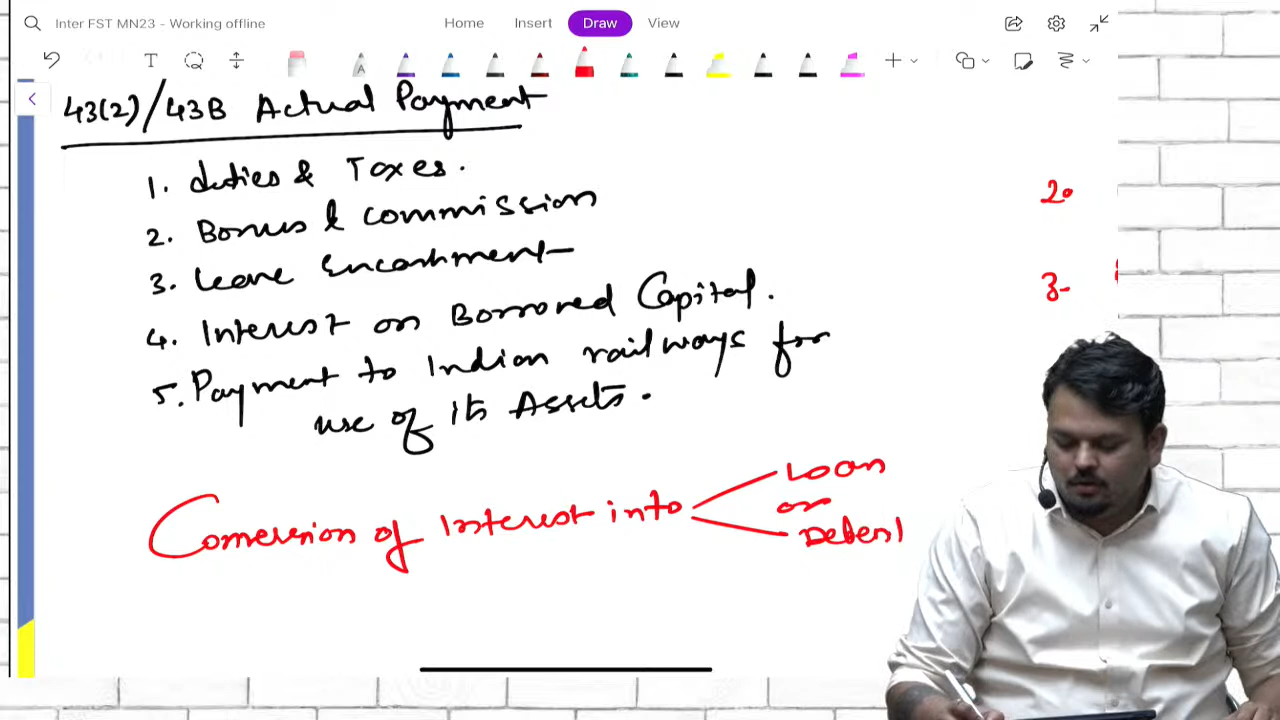 Inter FST MN23 - Working offline
Home Insert Draw View
43(2)/43B Actual Payment
1. Duties & Taxes.
2. Bonus & commission
3. Leave Encashment
4. Interest on Borrowed Capital.
5. Payment to Indian railways for
use of its Assets.
Conversion of Interest into
Loan
or
Deben
2.
3-